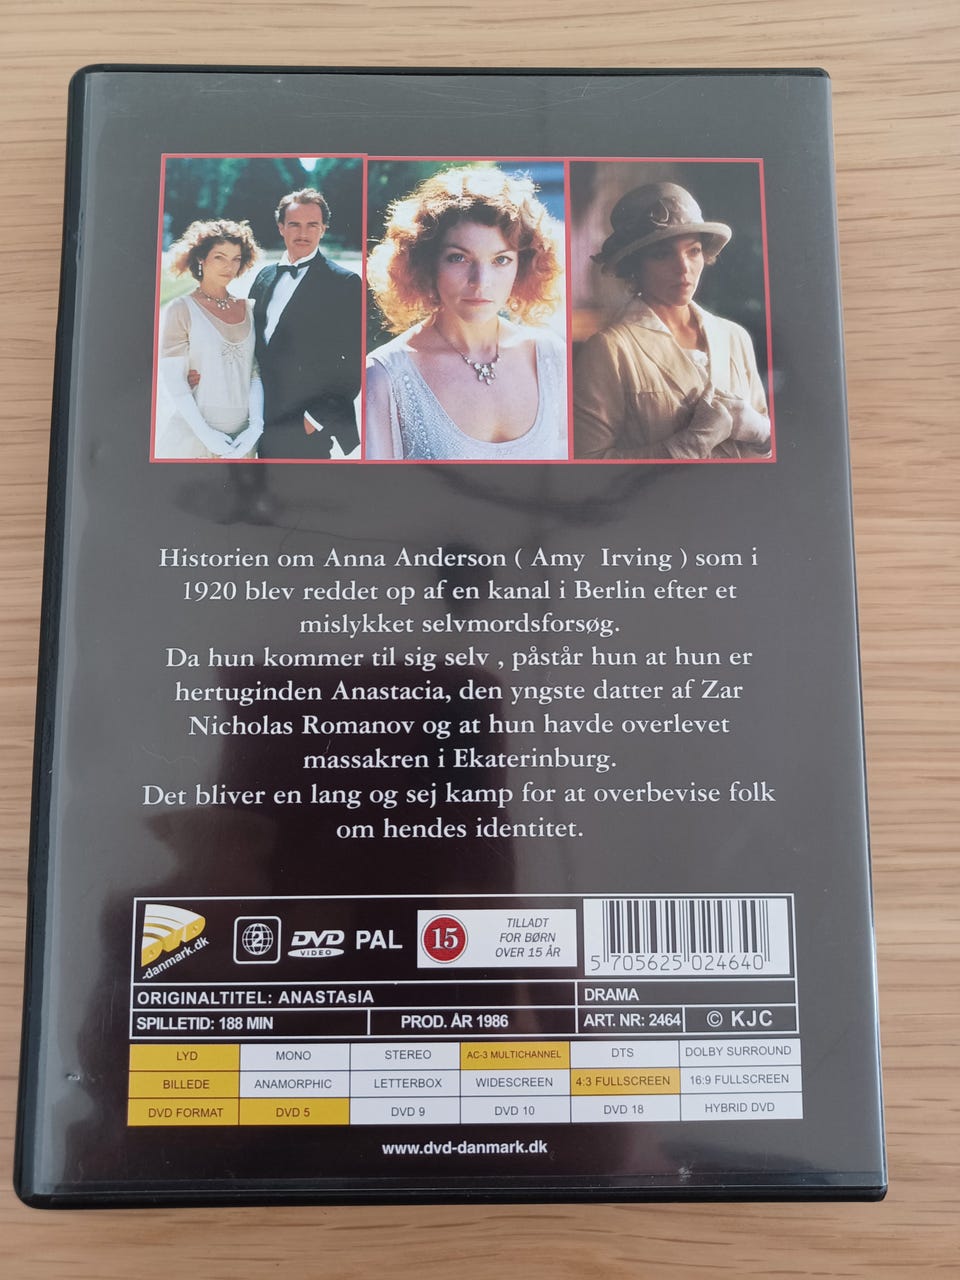 Historien om Anna Anderson ( Amy Irving ) som i
1920 blev reddet op af en kanal i Berlin efter et
mislykket selvmordsforsøg.
Da hun kommer til sig selv , påstår hun at hun er
hertuginden Anastacia, den yngste datter af Zar
Nicholas Romanov og at hun havde overlevet
massakren i Ekaterinburg.
Det bliver en lang og sej kamp for at overbevise folk
om hendes identitet.
DVD
-danmark.dk
2
DVD
VIDEO
PAL
15
TILLADT
FOR BØRN
OVER 15 ÅR
5 705625 024640
ORIGINALTITEL: ANASTAsIA
DRAMA
SPILLETID: 188 MIN
PROD. ÅR 1986
ART. NR: 2464
© KJC
LYD MONO STEREO AC-3 MULTICHANNEL DTS DOLBY SURROUND
BILLEDE ANAMORPHIC LETTERBOX WIDESCREEN 4:3 FULLSCREEN 16:9 FULLSCREEN
DVD FORMAT DVD 5 DVD 9 DVD 10 DVD 18 HYBRID DVD
www.dvd-danmark.dk